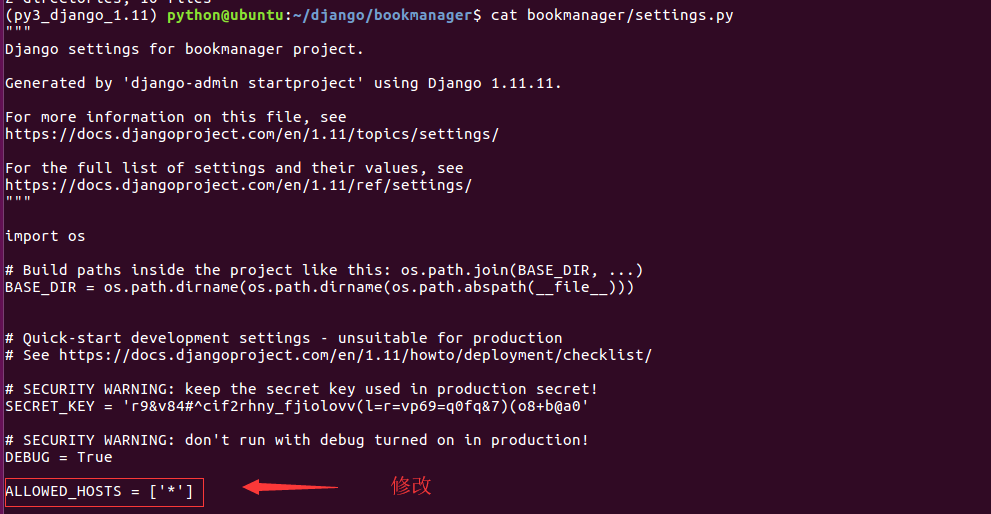 2 directories, 10 files
(py3_django_1.11) python@ubuntu:~/django/bookmanager$ cat bookmanager/settings.py
"""
Django settings for bookmanager project.
Generated by 'django-admin startproject' using Django 1.11.11.
For more information on this file, see
https://docs.djangoproject.com/en/1.11/topics/settings/
For the full list of settings and their values, see
https://docs.djangoproject.com/en/1.11/ref/settings/
"""
import os
# Build paths inside the project like this: os.path.join(BASE_DIR, ...)
BASE_DIR = os.path.dirname(os.path.dirname(os.path.abspath(__file__)))
# Quick-start development settings - unsuitable for production
# See https://docs.djangoproject.com/en/1.11/howto/deployment/checklist/
# SECURITY WARNING: keep the secret key used in production secret!
SECRET_KEY = 'r9&v84#^cif2rhny_fjiolovv(l=r=vp69=q0fq&7)(o8+b@a0'
# SECURITY WARNING: don't run with debug turned on in production!
DEBUG = True
ALLOWED_HOSTS = ['*'] 修改